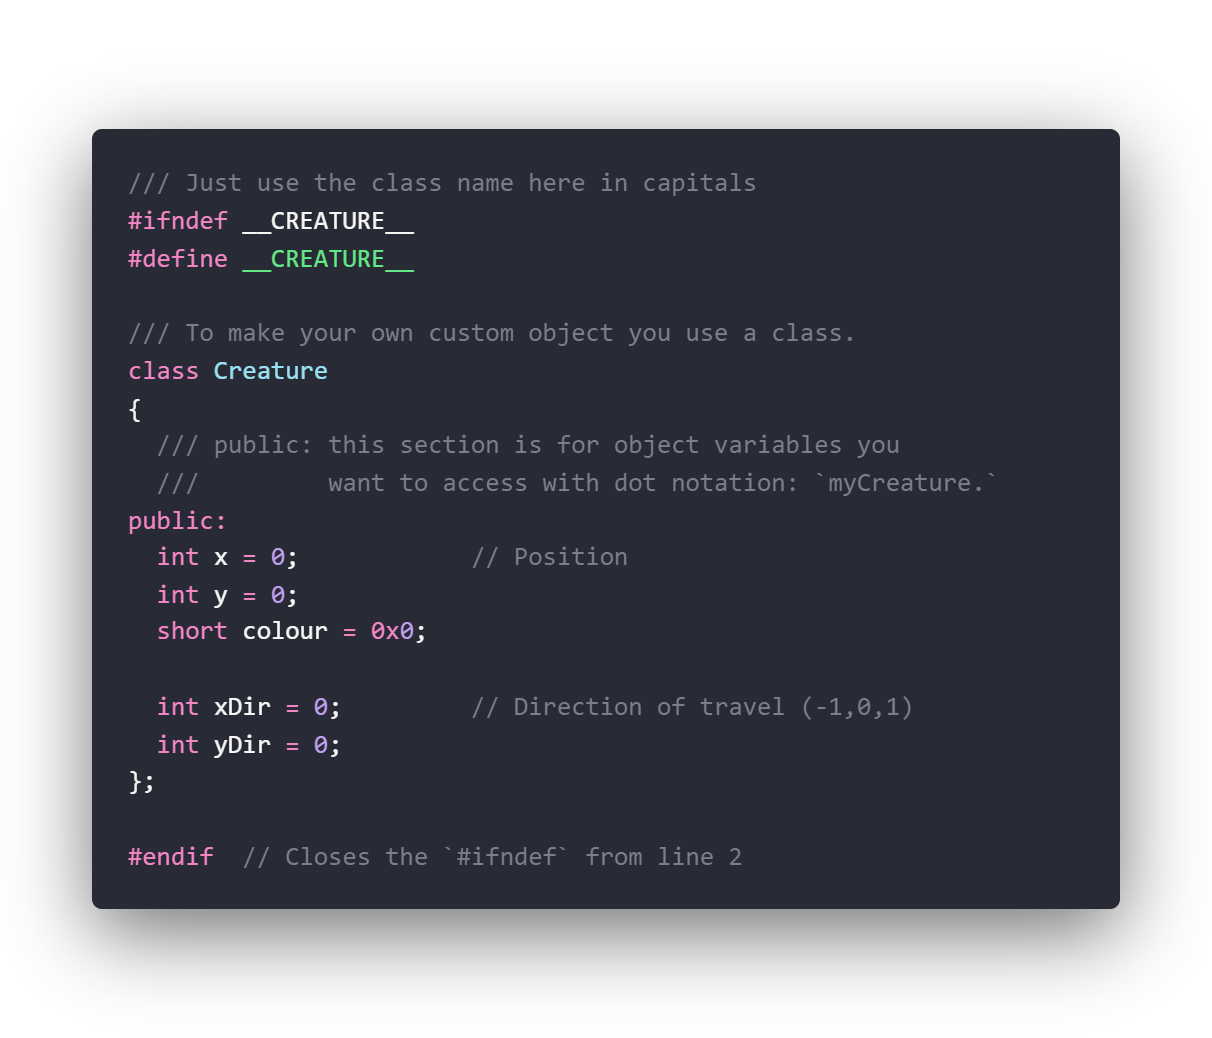 /// Just use the class name here in capitals
#ifndef __CREATURE__
#define __CREATURE__

/// To make your own custom object you use a class.
class Creature
{
  /// public: this section is for object variables you
  ///         want to access with dot notation: `myCreature.`
public:
  int x = 0;            // Position
  int y = 0;
  short colour = 0x0;

  int xDir = 0;         // Direction of travel (-1,0,1)
  int yDir = 0;
};

#endif  // Closes the `#ifndef` from line 2